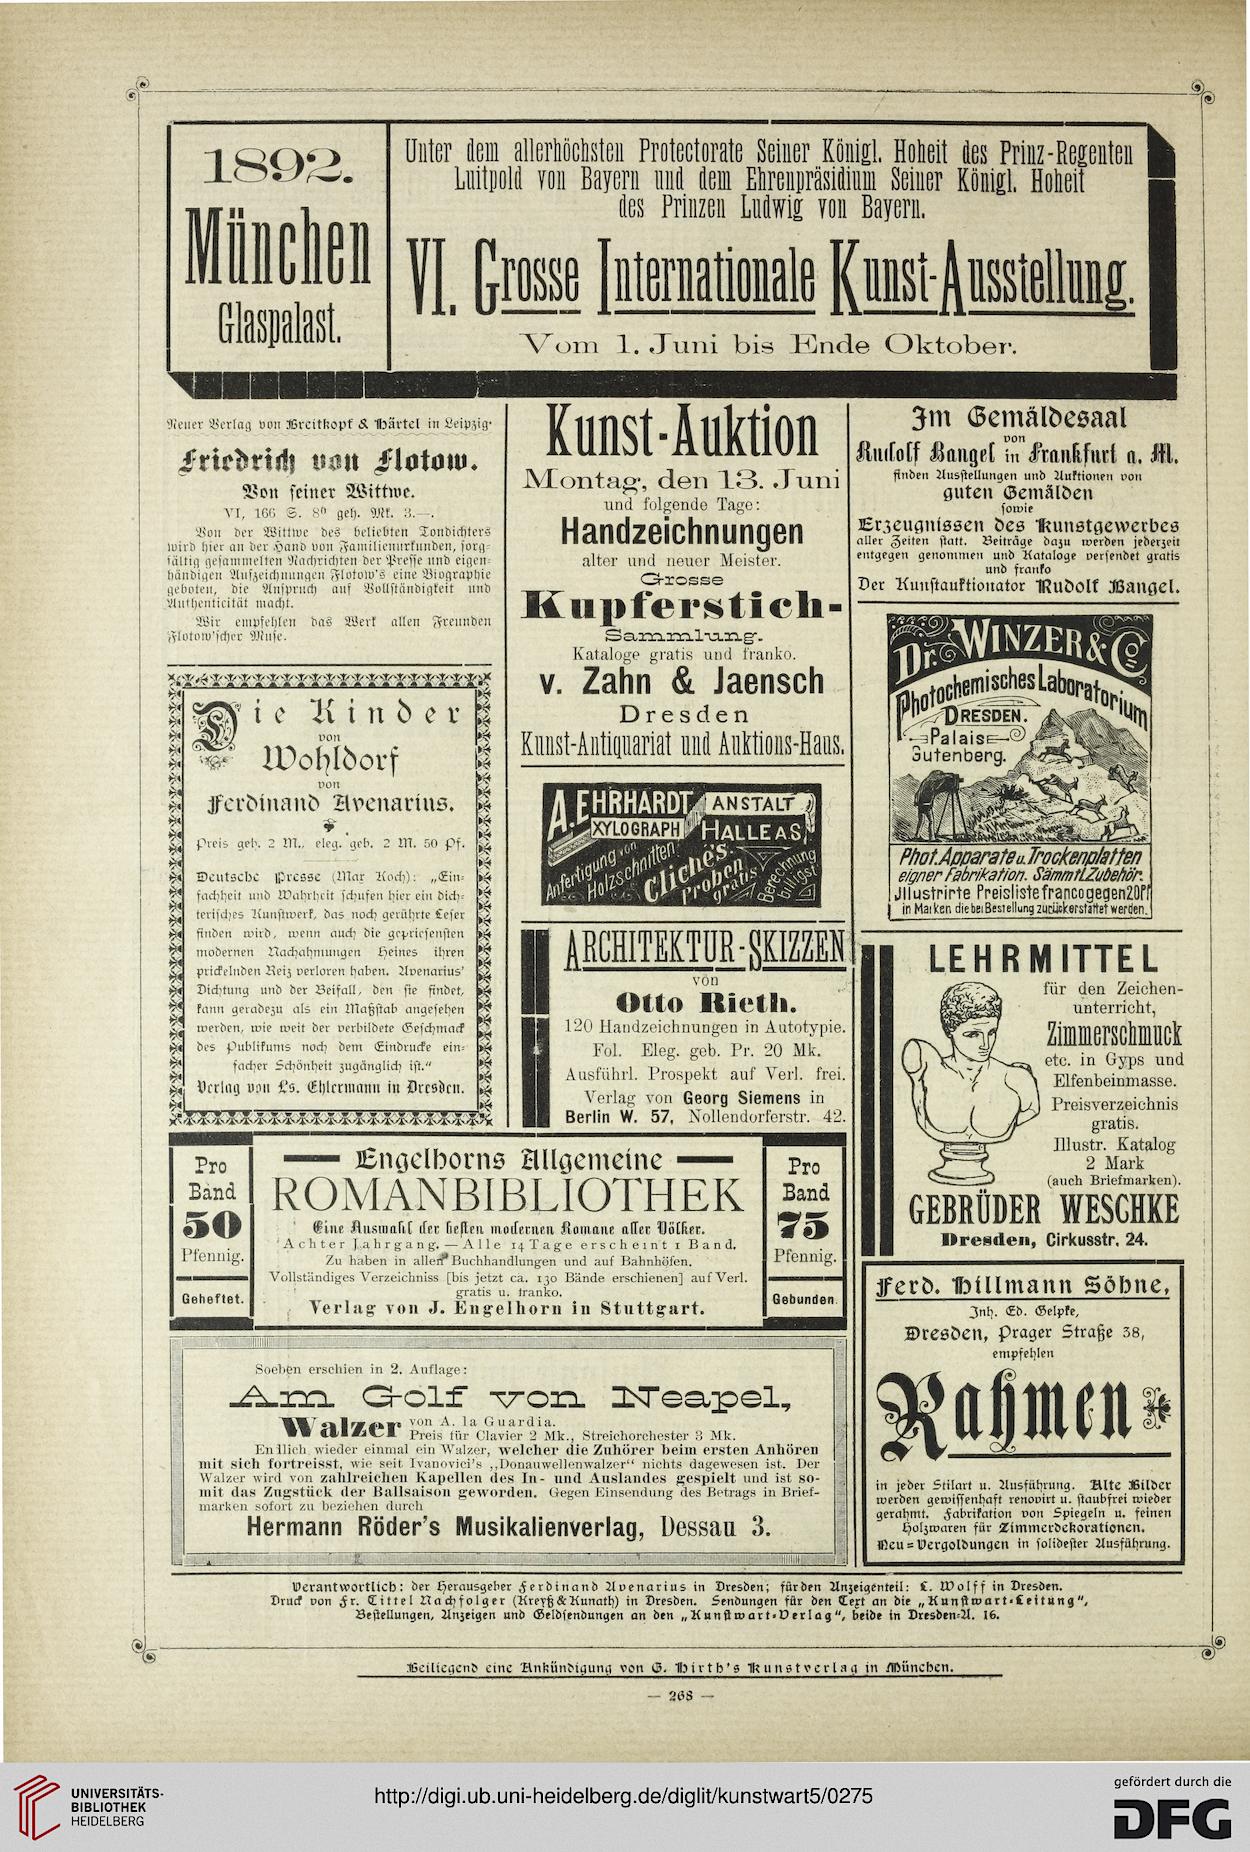 1892.
München
Glaspalast.
Unter dem allerhöchsten Protectorate Seiner Königl. Hoheit des Prinz-Regenten
Luitpold von Bayern und dem Ehrenpräsidium Seiner Königl. Hoheit
des Prinzen Ludwig von Bayern.
VI. Grosse Internationale Kunst-Ausstellung.
Vom 1. Juni bis Ende Oktober.
Neuer Verlag von Breitkopf & Härtel in Leipzig.
Friedrich von Flotow.
Von seiner Wittwe.
VI, 166 S. 8⁰ geh. Mk. 3.—.
Von der Wittwe des beliebten Tondichters
wird hier an der Hand von Familienurkunden, sorg-
fältig gesammelten Nachrichten der Presse und eigen-
händigen Aufzeichnungen Flotow's eine Biographie
geboten, die Anspruch auf Vollständigkeit und
Authenticität macht.
Wir empfehlen das Werk allen Freunden
Flotow'scher Muse.
Die Kinder
von
Wohldorf
von
Ferdinand Avenarius.
Preis geh. 2 M., eleg. geb. 2 M. 50 Pf.
Deutsche Presse (Max Koch): „Ein-
fachheit und Wahrheit schufen hier ein dich-
terisches Kunstwerk, das noch gerührte Leser
finden wird, wenn auch die gepriesensten
modernen Nachahmungen Heines ihren
prickelnden Reiz verloren haben. Avenarius'
Dichtung und der Beifall, den sie findet,
kann geradezu als ein Maßstab angesehen
werden, wie weit der verbildete Geschmack
des Publikums noch dem Eindrucke ein-
facher Schönheit zugänglich ist."
Verlag von Ls. Ehlermann in Dresden.
Kunst-Auktion
Montag, den 13. Juni
und folgende Tage:
Handzeichnungen
alter und neuer Meister.
Grosse
Kupferstich-
Sammlung.
Kataloge gratis und franko.
v. Zahn & Jaensch
Dresden
Kunst-Antiquariat und Auktions-Haus.
A. EHRHARDT ANSTALT
XYLOGRAPH HALLE A S,
Anfertigung von
Holzschnitten.
Clichés.
Proben
gratis
Berechnung
billigst
ARCHITEKTUR-SKIZZEN
von
Otto Rieth.
120 Handzeichnungen in Autotypie.
Fol. Eleg. geb. Pr. 20 Mk.
Ausführl. Prospekt auf Verl. frei.
Verlag von Georg Siemens in
Berlin W. 57, Nollendorferstr. 42.
Im Gemäldesaal
von
Rudolf Bangel in Frankfurt a. M.
finden Ausstellungen und Auktionen von
guten Gemälden
sowie
Erzeugnissen des Kunstgewerbes
aller Zeiten statt. Beiträge dazu werden jederzeit
entgegen genommen und Kataloge versendet gratis
und franko
Der Kunstauktionator Rudolf Bangel.
Dr. WINZER & Co
Photochemisches Laboratorium
DRESDEN.
Palais
Gutenberg.
Phot. Apparate u. Trockenplatten
eigner Fabrikation. Sämmtl. Zubehör.
Jllustrirte Preisliste franco gegen 20 Pf
in Marken die bei Bestellung zurückerstattet werden.
LEHRMITTEL
für den Zeichen-
unterricht,
Zimmerschmuck
etc. in Gyps und
Elfenbeinmasse.
Preisverzeichnis
gratis.
Illustr. Katalog
2 Mark
(auch Briefmarken).
GEBRÜDER WESCHKE
Dresden, Cirkusstr. 24.
Pro
Band
50
Pfennig.
Geheftet.
Engelhorns Allgemeine
ROMANBIBLIOTHEK
Eine Auswahl der besten modernen Romane aller Völker.
Achter Jahrgang. — Alle 14 Tage erscheint 1 Band.
Zu haben in allen Buchhandlungen und auf Bahnhöfen.
Vollständiges Verzeichniss [bis jetzt ca. 130 Bände erschienen] auf Verl.
gratis u. franko.
Verlag von J. Engelhorn in Stuttgart.
Pro
Band
75
Pfennig.
Gebunden.
Soeben erschien in 2. Auflage:
Am Golf von Neapel,
Walzer von A. la Guardia.
Preis für Clavier 2 Mk., Streichorchester 3 Mk.
Endlich wieder einmal ein Walzer, welcher die Zuhörer beim ersten Anhören
mit sich fortreisst, wie seit Ivanovici's „Donauwellenwalzer" nichts dagewesen ist. Der
Walzer wird von zahlreichen Kapellen des In- und Auslandes gespielt und ist so-
mit das Zugstück der Ballsaison geworden. Gegen Einsendung des Betrags in Brief-
marken sofort zu beziehen durch
Hermann Röder's Musikalienverlag, Dessau 3.
Ferd. Hillmann Söhne,
Inh. Ed. Gelpke,
Dresden, Prager Straße 38,
empfehlen
Rahmen
in jeder Stilart u. Ausführung. Alte Bilder
werden gewissenhaft renovirt u. staubfrei wieder
gerahmt. Fabrikation von Spiegeln u. feinen
Holzwaren für Zimmerdekorationen.
Neu-Vergoldungen in solidester Ausführung.
Verantwortlich: der Herausgeber Ferdinand Avenarius in Dresden; für den Anzeigenteil: L. Wolff in Dresden.
Druck von Fr. Tittel Nachfolger (Kreyß & Kunath) in Dresden. Sendungen für den Text an die „Kunstwart-Leitung",
Bestellungen, Anzeigen und Geldsendungen an den „Kunstwart-Verlag", beide in Dresden-A. 16.
Beiliegend eine Ankündigung von G. Hirth's Kunstverlag in München.
— 268 —
UNIVERSITÄTS-
BIBLIOTHEK
HEIDELBERG
http://digi.ub.uni-heidelberg.de/diglit/kunstwart5/0275
gefördert durch die
DFG